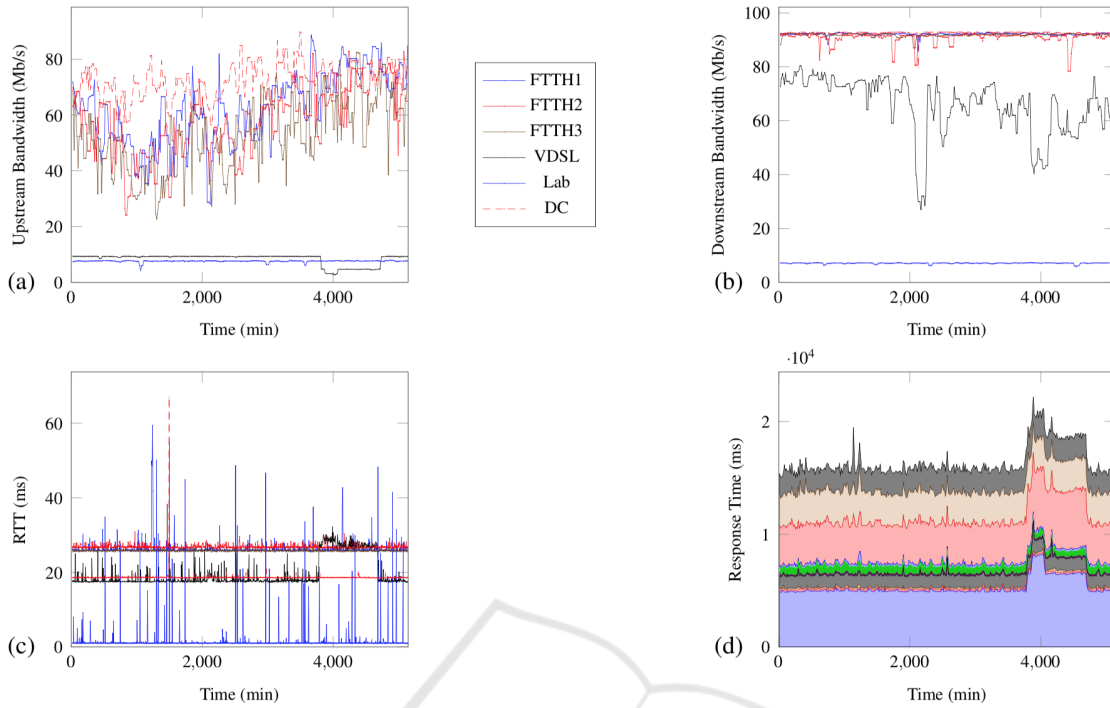 Upstream Bandwidth (Mb/s)
80
60
40
20
0
0 2,000 4,000
Time (min)
(a)
FTTH1
FTTH2
FTTH3
VDSL
Lab
DC
Downstream Bandwidth (Mb/s)
100
80
60
40
20
0
0 2,000 4,000
Time (min)
(b)
RTT (ms)
60
40
20
0
0 2,000 4,000
Time (min)
(c)
·10⁴
Response Time (ms)
2
1
0
0 2,000 4,000
Time (min)
(d)